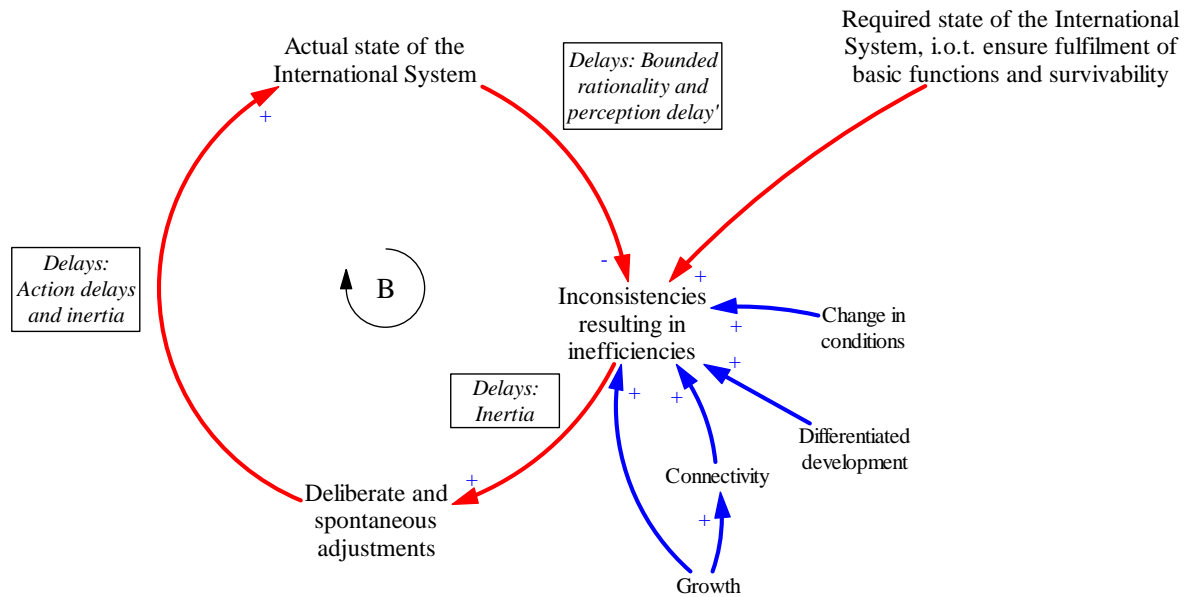 Actual state of the
International System
Delays: Bounded
rationality and
perception delay'
Required state of the International
System, i.o.t. ensure fulfilment of
basic functions and survivability
+
Delays:
Action delays
and inertia
B
-
+
Inconsistencies
resulting in
inefficiencies
+
Change in
conditions
+
Delays:
Inertia
+
+
+
Differentiated
development
Connectivity
Deliberate and
spontaneous
adjustments
+
Growth